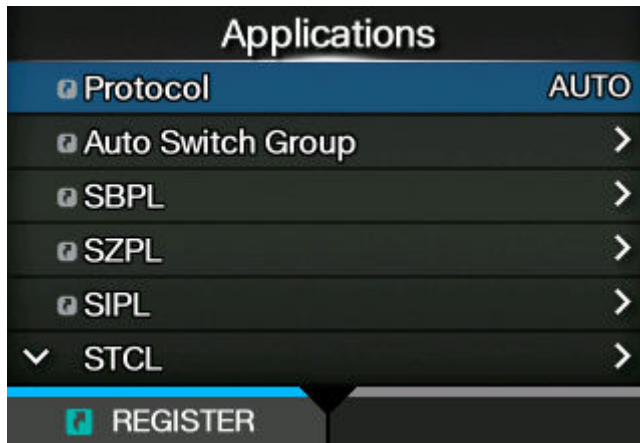 Applications
Protocol AUTO
Auto Switch Group
SBPL
SZPL
SIPL
STCL
REGISTER